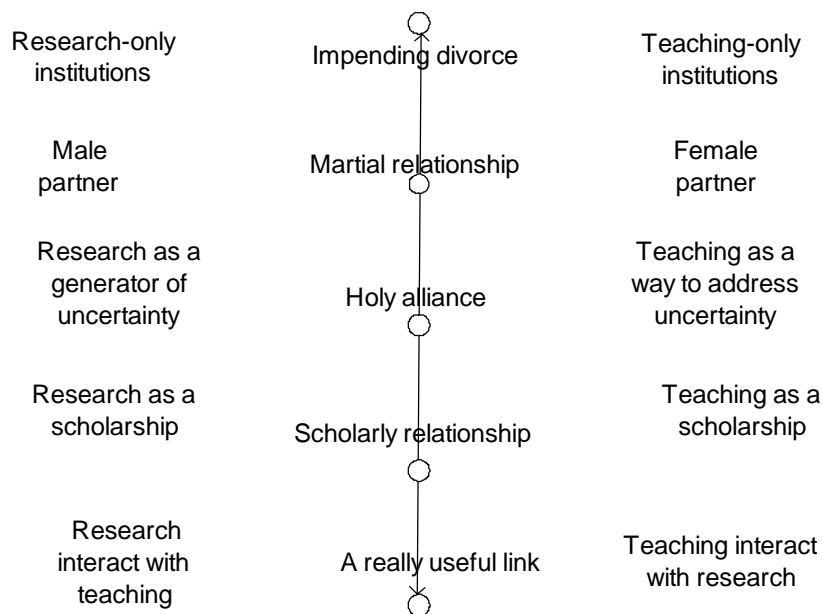 Research-only
institutions
Impending divorce
Teaching-only
institutions
Male
partner
Martial relationship
Female
partner
Research as a
generator of
uncertainty
Holy alliance
Teaching as a
way to address
uncertainty
Research as a
scholarship
Scholarly relationship
Teaching as a
scholarship
Research
interact with
teaching
A really useful link
Teaching interact
with research